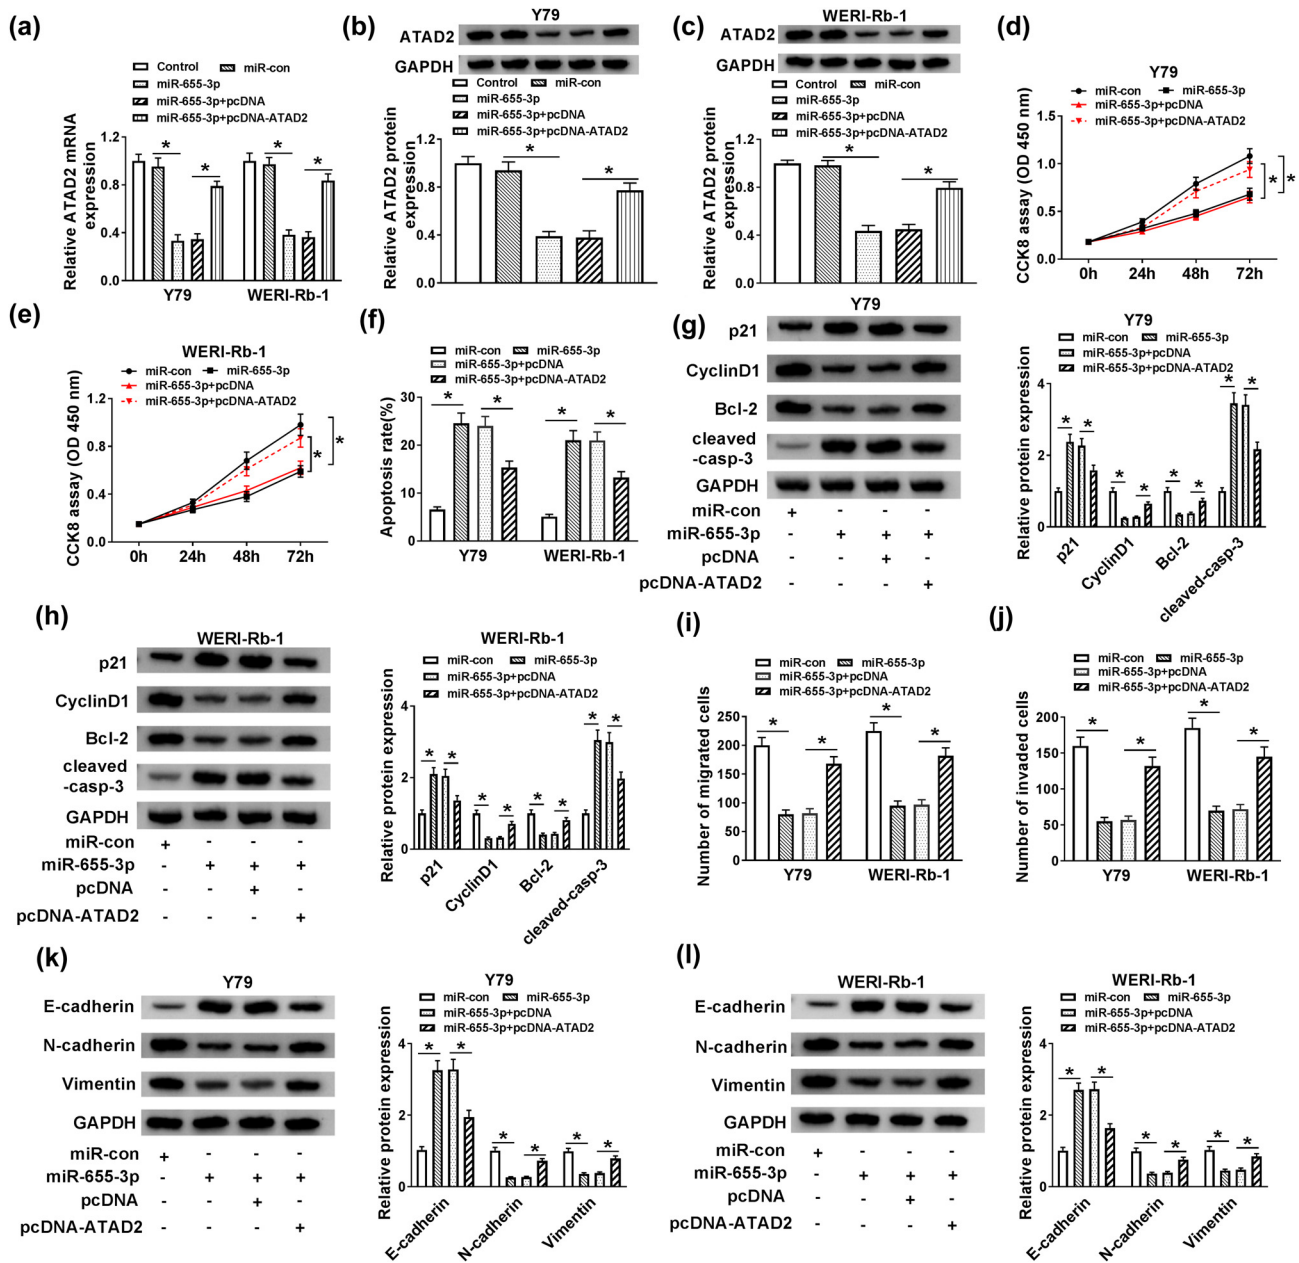 (a)
Control miR-con
miR-655-3p
miR-655-3p+pcDNA
miR-655-3p+pcDNA-ATAD2
Relative ATAD2 mRNA
expression
1.2
0.8
0.4
0.0
* * * *
Y79 WERI-Rb-1
(b)
Y79
ATAD2
GAPDH
Control miR-con
miR-655-3p
miR-655-3p+pcDNA
miR-655-3p+pcDNA-ATAD2
Relative ATAD2 protein
expression
1.2
0.8
0.4
0.0
* *
(c)
WERI-Rb-1
ATAD2
GAPDH
Control miR-con
miR-655-3p
miR-655-3p+pcDNA
miR-655-3p+pcDNA-ATAD2
Relative ATAD2 protein
expression
1.2
0.8
0.4
0.0
* *
(d)
Y79
miR-con miR-655-3p
miR-655-3p+pcDNA
miR-655-3p+pcDNA-ATAD2
CCK8 assay (OD 450 nm)
1.5
1.0
0.5
0.0
* *
0h 24h 48h 72h
(e)
WERI-Rb-1
miR-con miR-655-3p
miR-655-3p+pcDNA
miR-655-3p+pcDNA-ATAD2
CCK8 assay (OD 450 nm)
1.2
0.8
0.4
0.0
* *
0h 24h 48h 72h
(f)
miR-con miR-655-3p
miR-655-3p+pcDNA
miR-655-3p+pcDNA-ATAD2
Apoptosis rate(%)
30
20
10
0
* * * *
Y79 WERI-Rb-1
(g)
Y79
p21
CyclinD1
Bcl-2
cleaved
-casp-3
GAPDH
miR-con + - - -
miR-655-3p - + + +
pcDNA - - + -
pcDNA-ATAD2 - - - +
Y79
miR-con miR-655-3p
miR-655-3p+pcDNA
miR-655-3p+pcDNA-ATAD2
Relative protein expression
4
2
0
* * * * * * * *
p21 CyclinD1 Bcl-2 cleaved-casp-3
(h)
WERI-Rb-1
p21
CyclinD1
Bcl-2
cleaved
-casp-3
GAPDH
miR-con + - - -
miR-655-3p - + + +
pcDNA - - + -
pcDNA-ATAD2 - - - +
WERI-Rb-1
miR-con miR-655-3p
miR-655-3p+pcDNA
miR-655-3p+pcDNA-ATAD2
Relative protein expression
4
2
0
* * * * * * * *
p21 CyclinD1 Bcl-2 cleaved-casp-3
(i)
miR-con
miR-655-3p
miR-655-3p+pcDNA
miR-655-3p+pcDNA-ATAD2
Number of migrated cells
250
200
150
100
50
0
* * * *
Y79 WERI-Rb-1
(j)
miR-con miR-655-3p
miR-655-3p+pcDNA
miR-655-3p+pcDNA-ATAD2
Number of invaded cells
200
150
100
50
0
* * * *
Y79 WERI-Rb-1
(k)
Y79
E-cadherin
N-cadherin
Vimentin
GAPDH
miR-con + - - -
miR-655-3p - + + +
pcDNA - - + -
pcDNA-ATAD2 - - - +
Y79
miR-con miR-655-3p
miR-655-3p+pcDNA
miR-655-3p+pcDNA-ATAD2
Relative protein expression
4
2
0
* * * * * *
E-cadherin N-cadherin Vimentin
(l)
WERI-Rb-1
E-cadherin
N-cadherin
Vimentin
GAPDH
miR-con + - - -
miR-655-3p - + + +
pcDNA - - + -
pcDNA-ATAD2 - - - +
WERI-Rb-1
miR-con miR-655-3p
miR-655-3p+pcDNA
miR-655-3p+pcDNA-ATAD2
Relative protein expression
4
2
0
* * * * * *
E-cadherin N-cadherin Vimentin